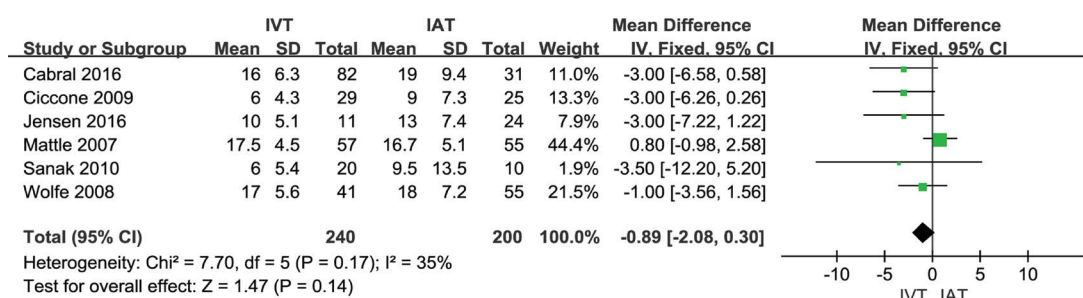 IVT IAT Mean Difference Mean Difference
Study or Subgroup Mean SD Total Mean SD Total Weight IV, Fixed, 95% CI IV, Fixed, 95% CI
Cabral 2016 16 6.3 82 19 9.4 31 11.0% -3.00 [-6.58, 0.58]
Ciccone 2009 6 4.3 29 9 7.3 25 13.3% -3.00 [-6.26, 0.26]
Jensen 2016 10 5.1 11 13 7.4 24 7.9% -3.00 [-7.22, 1.22]
Mattle 2007 17.5 4.5 57 16.7 5.1 55 44.4% 0.80 [-0.98, 2.58]
Sanak 2010 6 5.4 20 9.5 13.5 10 1.9% -3.50 [-12.20, 5.20]
Wolfe 2008 17 5.6 41 18 7.2 55 21.5% -1.00 [-3.56, 1.56]
Total (95% CI) 240 200 100.0% -0.89 [-2.08, 0.30]
Heterogeneity: Chi² = 7.70, df = 5 (P = 0.17); I² = 35%
Test for overall effect: Z = 1.47 (P = 0.14)
-10 -5 0 5 10
IVT IAT